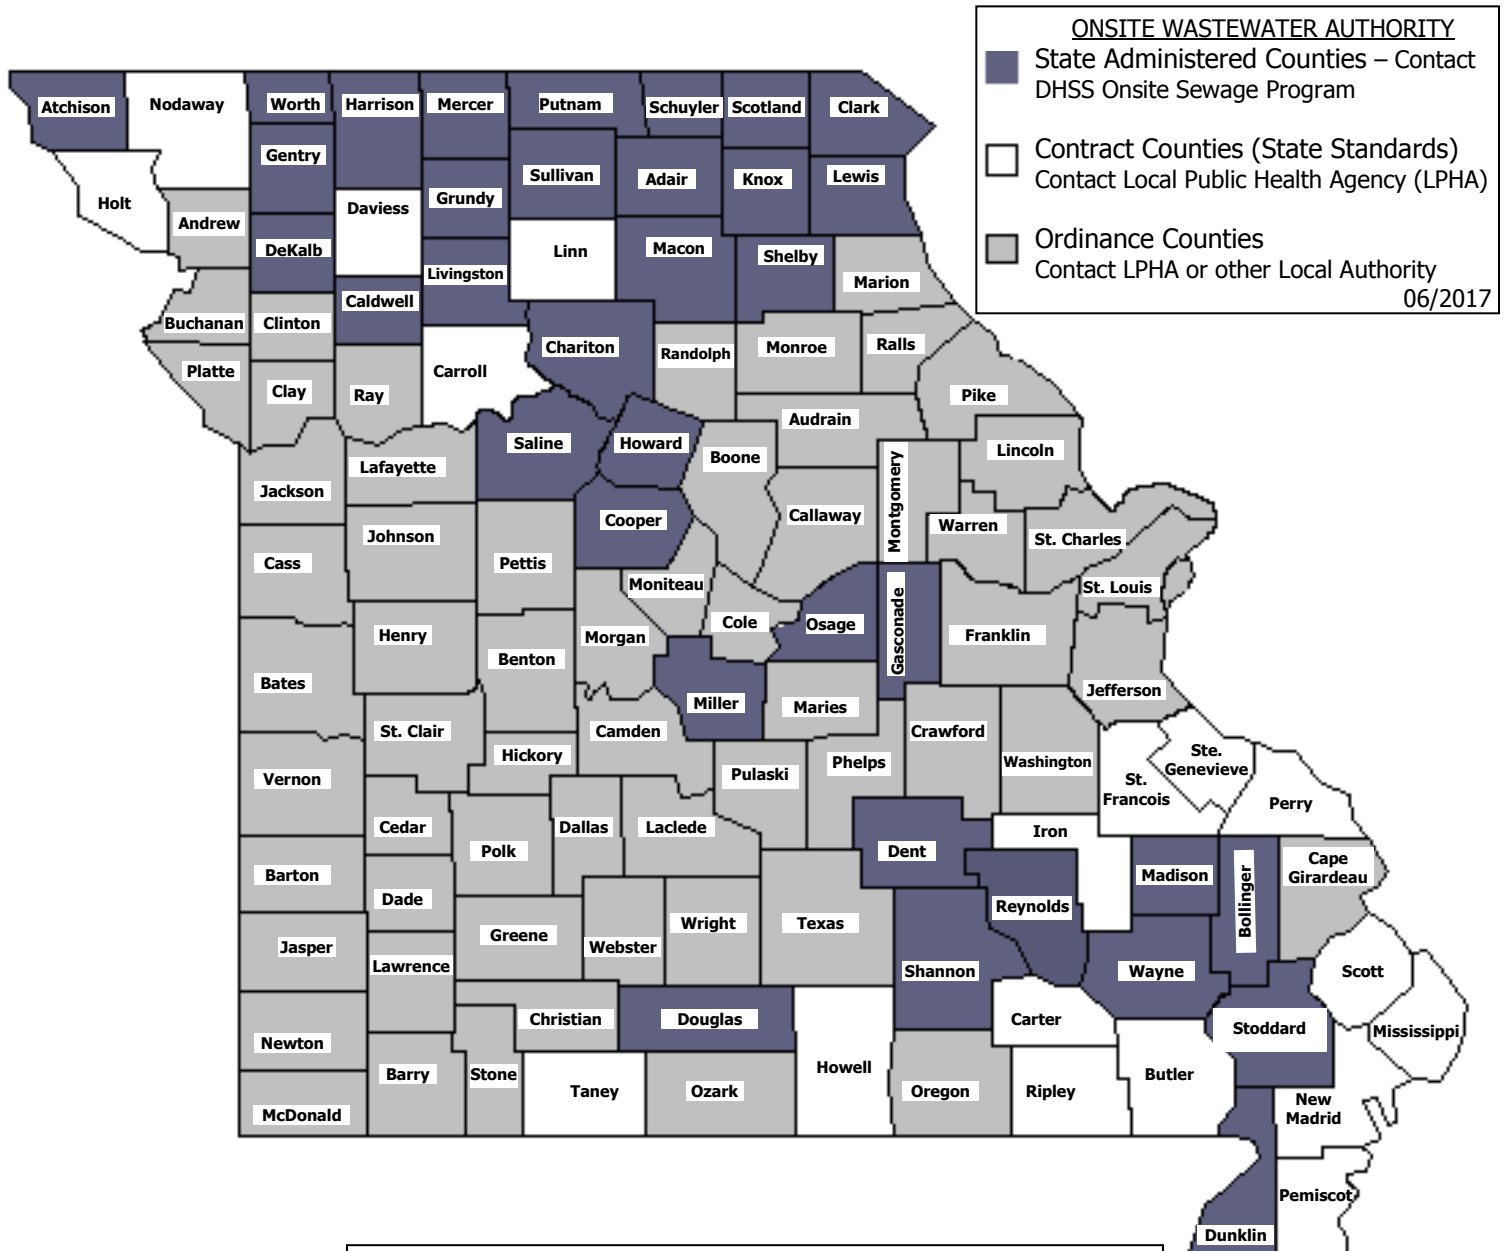 ONSITE WASTEWATER AUTHORITY
State Administered Counties – Contact
DHSS Onsite Sewage Program
Contract Counties (State Standards)
Contact Local Public Health Agency (LPHA)
Ordinance Counties
Contact LPHA or other Local Authority
06/2017
Atchison
Nodaway
Worth
Harrison
Mercer
Putnam
Schuyler
Scotland
Clark
Gentry
Sullivan
Adair
Knox
Lewis
Holt
Andrew
Daviess
Grundy
DeKalb
Linn
Macon
Shelby
Livingston
Marion
Caldwell
Buchanan
Clinton
Chariton
Randolph
Monroe
Ralls
Platte
Carroll
Clay
Ray
Pike
Audrain
Saline
Howard
Boone
Lincoln
Lafayette
Jackson
Montgomery
Callaway
Cooper
Warren
St. Charles
Johnson
Cass
Pettis
Moniteau
St. Louis
Gasconade
Cole
Osage
Henry
Morgan
Franklin
Benton
Bates
Miller
Maries
Jefferson
St. Clair
Camden
Crawford
Hickory
Ste.
Genevieve
Vernon
Pulaski
Phelps
Washington
St.
Francois
Perry
Cedar
Dallas
Laclede
Iron
Polk
Dent
Barton
Madison
Bollinger
Cape
Girardeau
Dade
Reynolds
Greene
Wright
Texas
Jasper
Webster
Lawrence
Shannon
Wayne
Scott
Christian
Douglas
Carter
Stoddard
Mississippi
Newton
Barry
Stone
Taney
Ozark
Howell
Oregon
Ripley
Butler
New
Madrid
McDonald
Pemiscot
Dunklin